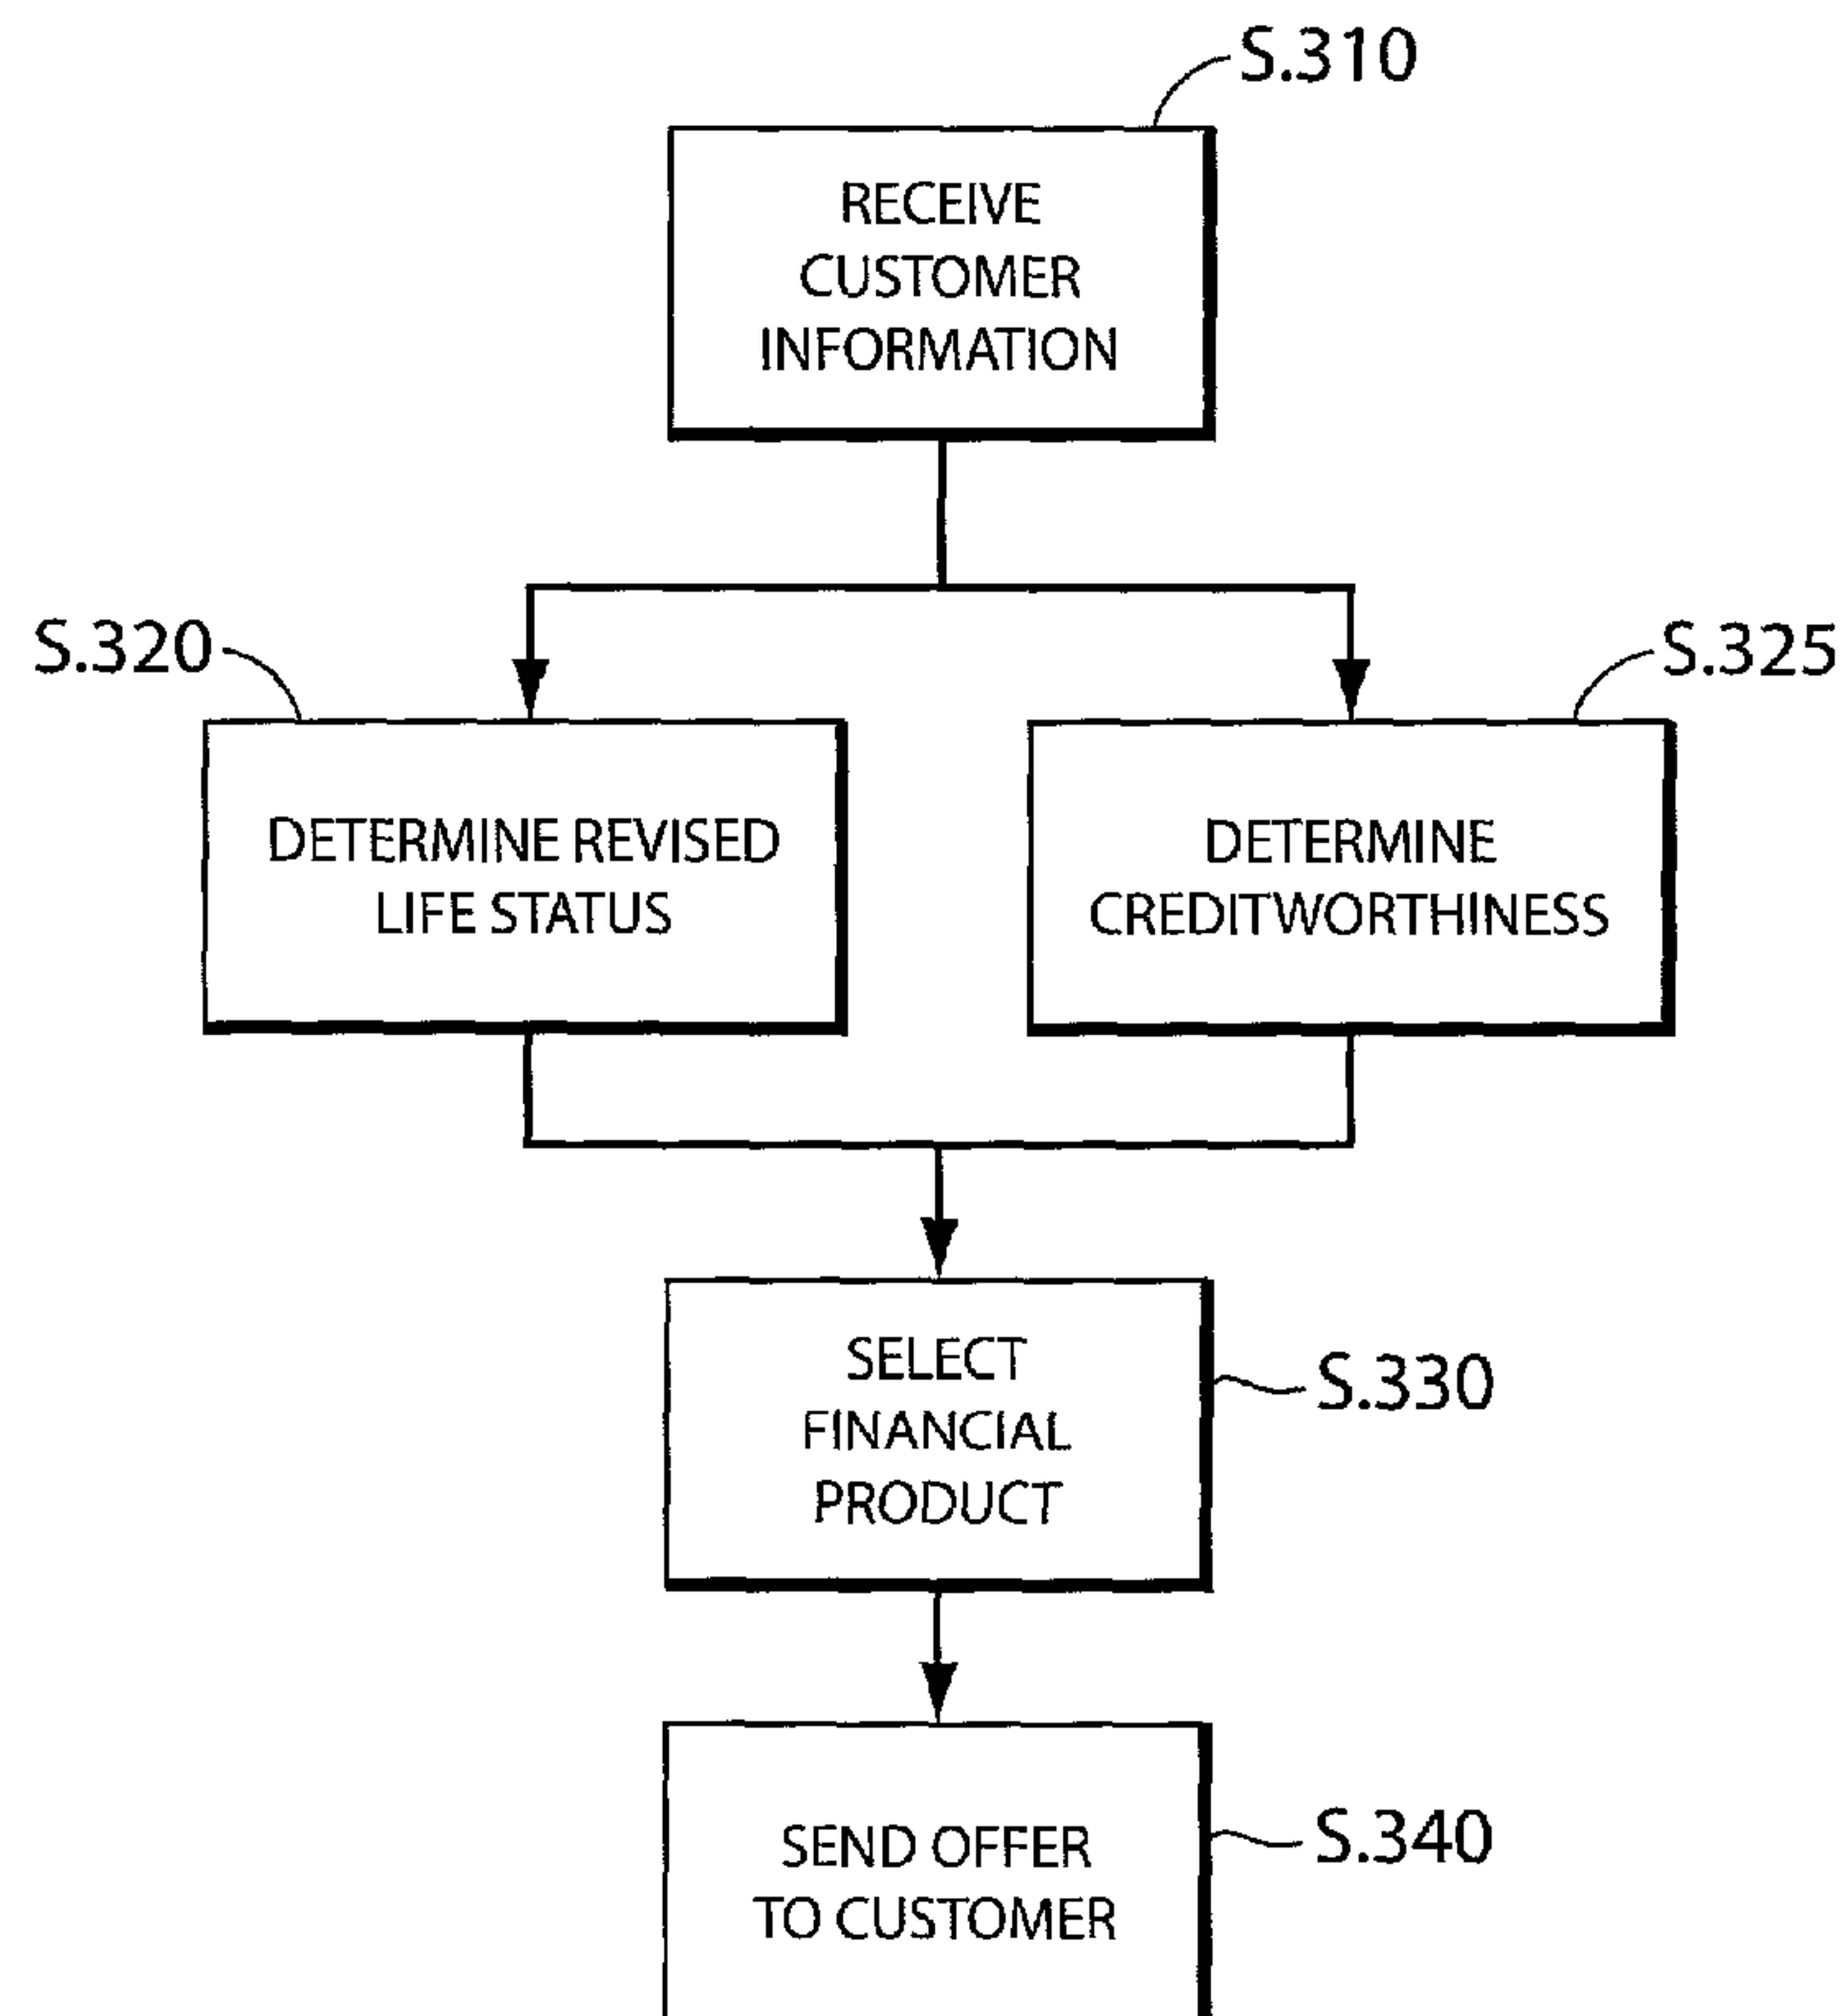 S.310
RECEIVE
CUSTOMER
INFORMATION
S.320
S.325
DETERMINE REVISED
LIFE STATUS
DETERMINE
CREDITWORTHINESS
SELECT
FINANCIAL
PRODUCT
S.330
SEND OFFER
TO CUSTOMER
S.340